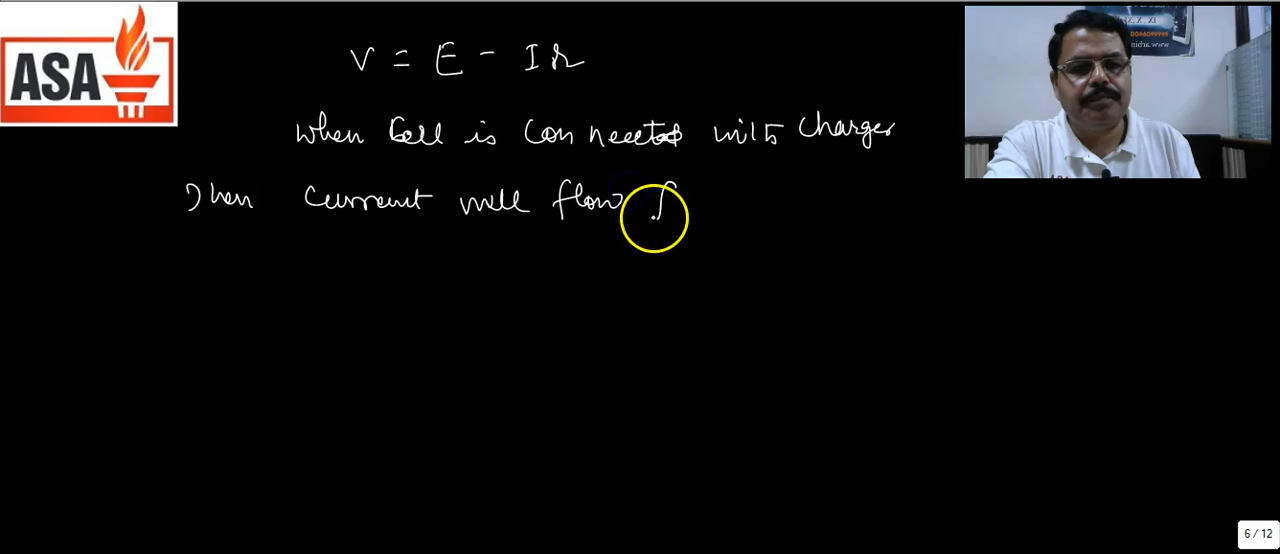 ASA
V = E - Ir
When Cell is Connected with Charger
Then Current will flow f
6 / 12